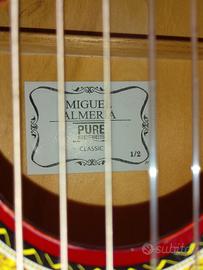 MIGUEL
ALMERIA
PURE
CLASSIC
1/2
subito